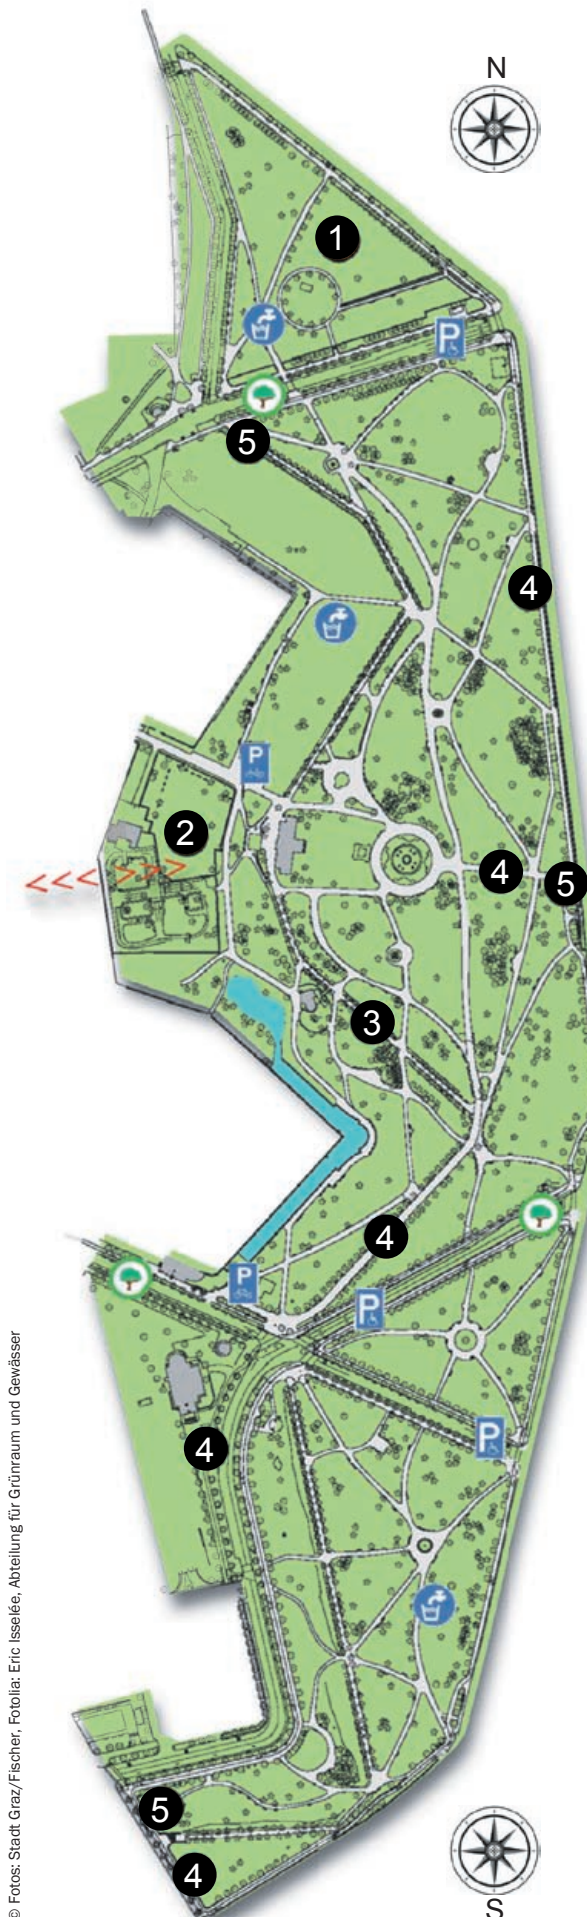 N
1
P
5
4
P
2
4
5
3
4
P
P
4
P
5
4
S
© Fotos: Stadt Graz/Fischer, Fotolia: Eric Isselée, Abteilung für Grünraum und Gewässer